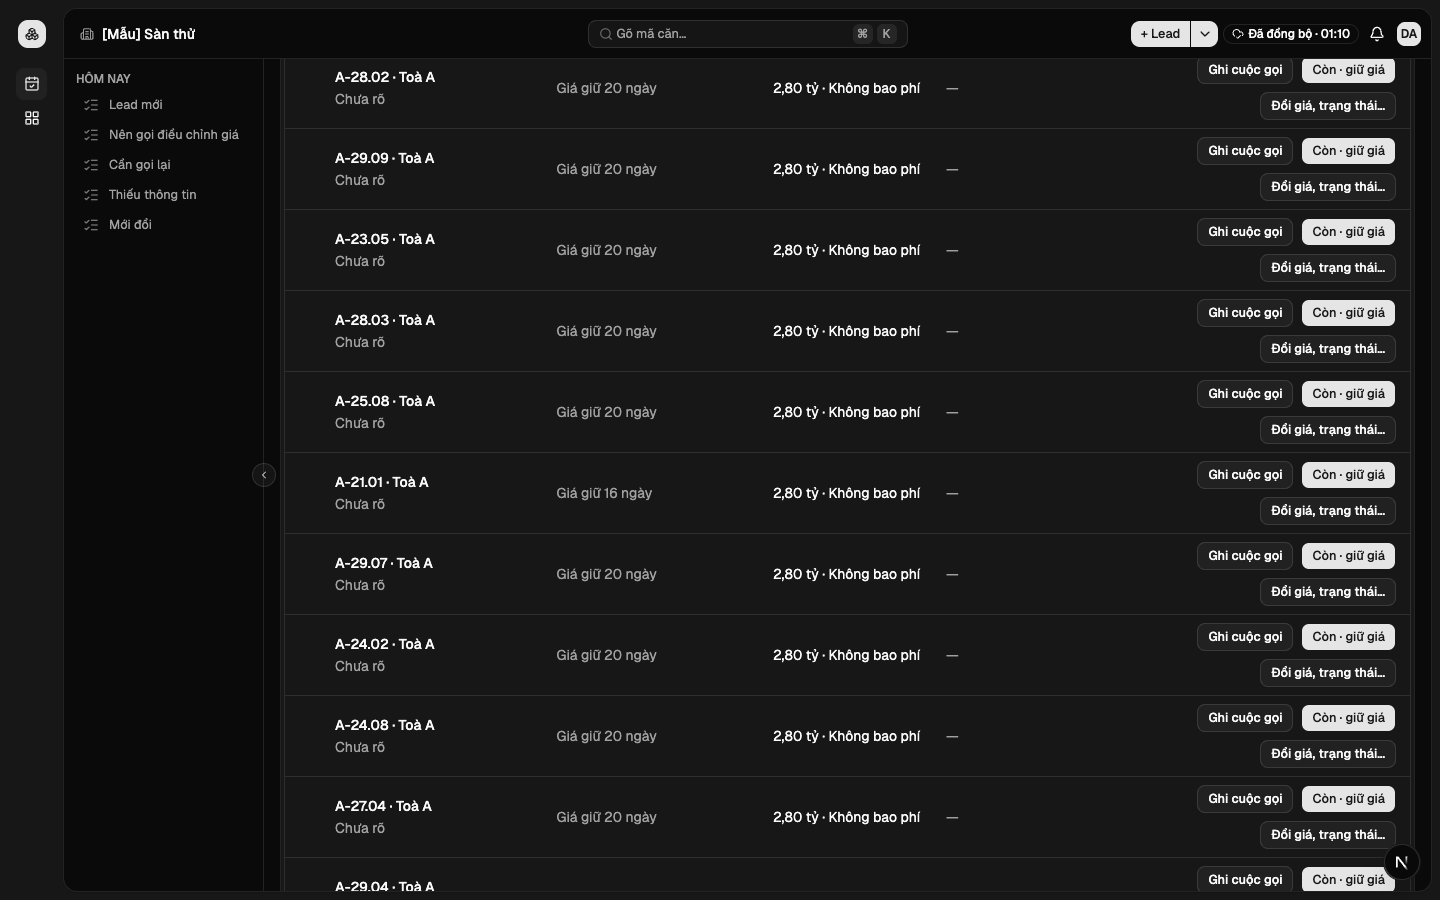 [Mẫu] Sàn thử
Gõ mã căn...
⌘ K
+ Lead
Đã đồng bộ · 01:10
DA
HÔM NAY
Lead mới
Nên gọi điều chỉnh giá
Cần gọi lại
Thiếu thông tin
Mới đổi
A-28.02 · Toà A
Chưa rõ
Giá giữ 20 ngày
2,80 tỷ · Không bao phí
—
Ghi cuộc gọi
Còn · giữ giá
Đổi giá, trạng thái...
A-29.09 · Toà A
Chưa rõ
Giá giữ 20 ngày
2,80 tỷ · Không bao phí
—
Ghi cuộc gọi
Còn · giữ giá
Đổi giá, trạng thái...
A-23.05 · Toà A
Chưa rõ
Giá giữ 20 ngày
2,80 tỷ · Không bao phí
—
Ghi cuộc gọi
Còn · giữ giá
Đổi giá, trạng thái...
A-28.03 · Toà A
Chưa rõ
Giá giữ 20 ngày
2,80 tỷ · Không bao phí
—
Ghi cuộc gọi
Còn · giữ giá
Đổi giá, trạng thái...
A-25.08 · Toà A
Chưa rõ
Giá giữ 20 ngày
2,80 tỷ · Không bao phí
—
Ghi cuộc gọi
Còn · giữ giá
Đổi giá, trạng thái...
A-21.01 · Toà A
Chưa rõ
Giá giữ 16 ngày
2,80 tỷ · Không bao phí
—
Ghi cuộc gọi
Còn · giữ giá
Đổi giá, trạng thái...
A-29.07 · Toà A
Chưa rõ
Giá giữ 20 ngày
2,80 tỷ · Không bao phí
—
Ghi cuộc gọi
Còn · giữ giá
Đổi giá, trạng thái...
A-24.02 · Toà A
Chưa rõ
Giá giữ 20 ngày
2,80 tỷ · Không bao phí
—
Ghi cuộc gọi
Còn · giữ giá
Đổi giá, trạng thái...
A-24.08 · Toà A
Chưa rõ
Giá giữ 20 ngày
2,80 tỷ · Không bao phí
—
Ghi cuộc gọi
Còn · giữ giá
Đổi giá, trạng thái...
A-27.04 · Toà A
Chưa rõ
Giá giữ 20 ngày
2,80 tỷ · Không bao phí
—
Ghi cuộc gọi
Còn · giữ giá
Đổi giá, trạng thái...
A-29.04 · Toà A
Ghi cuộc gọi
Còn · giữ giá
N